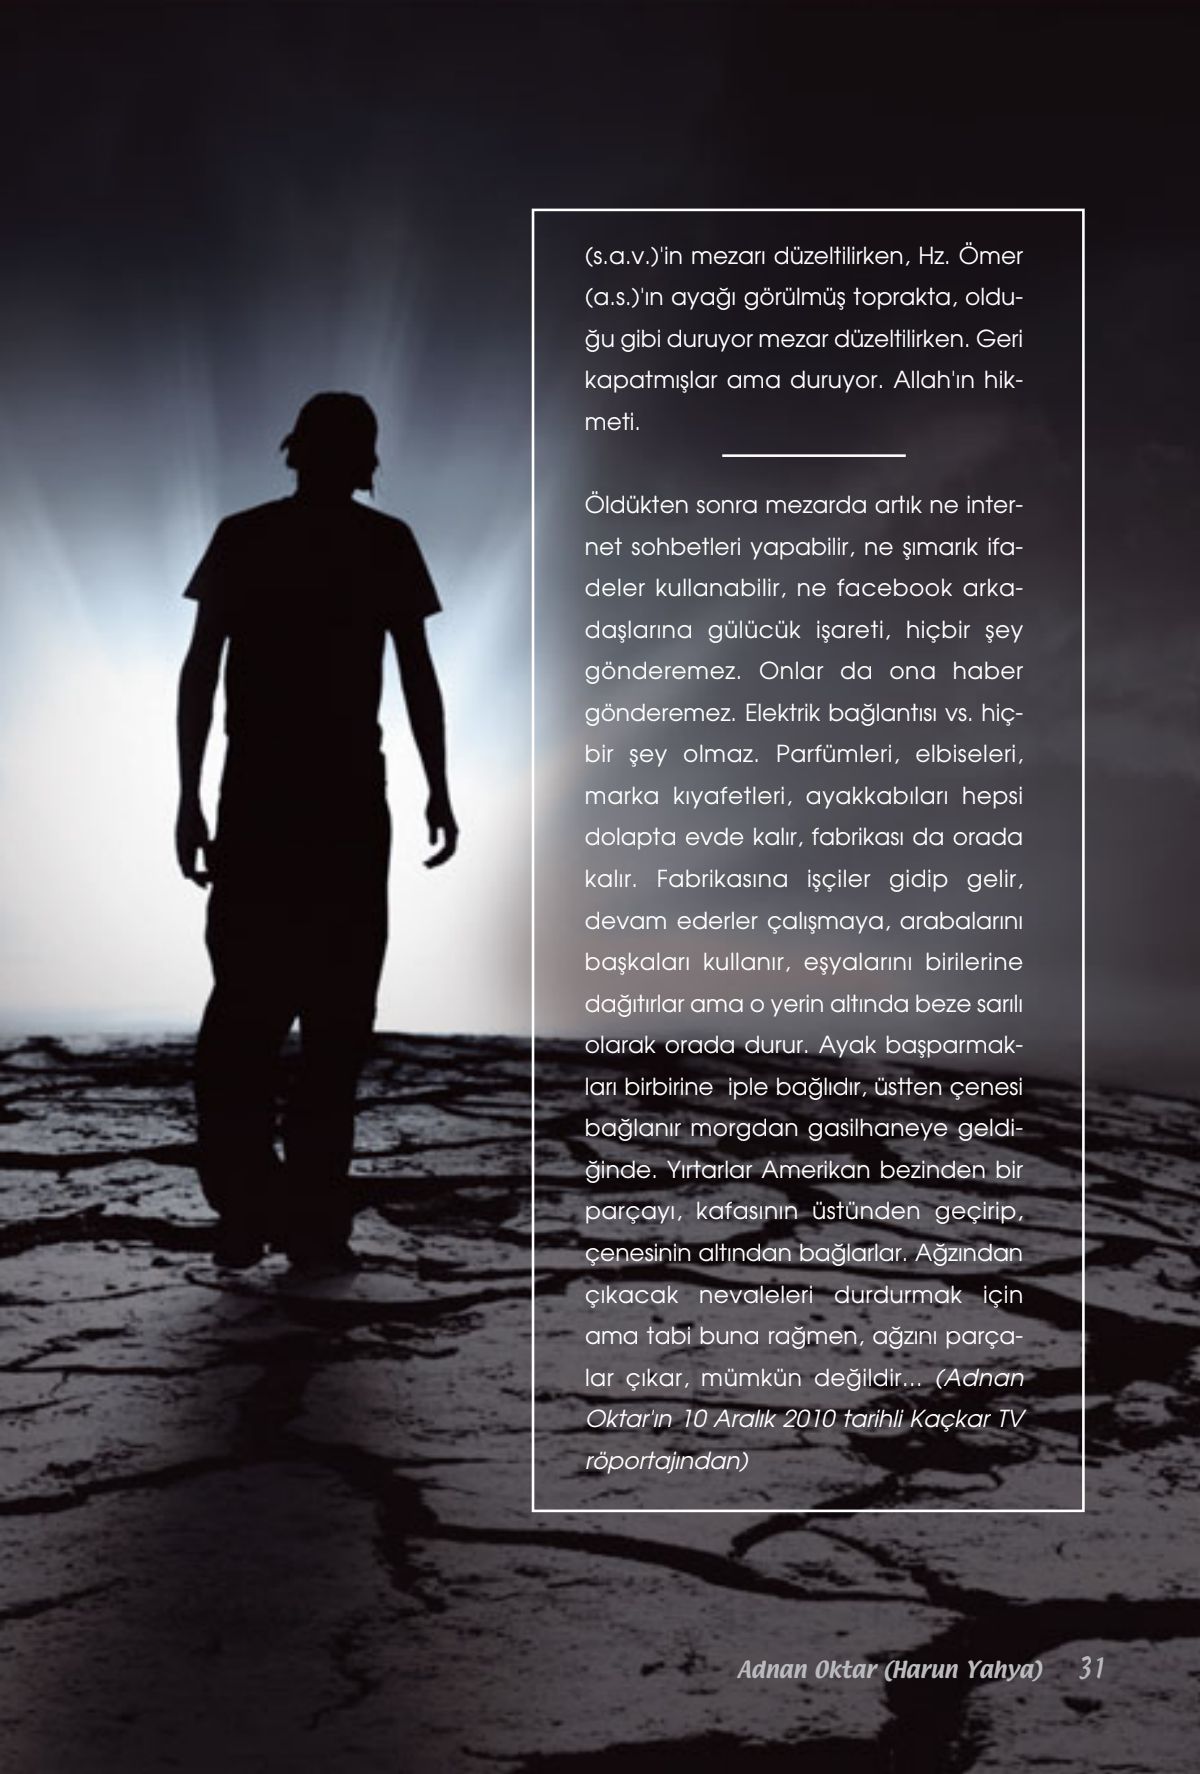 (s.a.v.)'in mezarı düzeltilirken, Hz. Ömer
(a.s.)'ın ayağı görülmüş toprakta, oldu-
ğu gibi duruyor mezar düzeltilirken. Geri
kapatmışlar ama duruyor. Allah'ın hik-
meti.
Öldükten sonra mezarda artık ne inter-
net sohbetleri yapabilir, ne şımarık ifa-
deler kullanabilir, ne facebook arka-
daşlarına gülücük işareti, hiçbir şey
gönderemez. Onlar da ona haber
gönderemez. Elektrik bağlantısı vs. hiç-
bir şey olmaz. Parfümleri, elbiseleri,
marka kıyafetleri, ayakkabıları hepsi
dolapta evde kalır, fabrikası da orada
kalır. Fabrikasına işçiler gidip gelir,
devam ederler çalışmaya, arabalarını
başkaları kullanır, eşyalarını birilerine
dağıtırlar ama o yerin altında beze sarılı
olarak orada durur. Ayak başparmak-
ları birbirine  iple bağlıdır, üstten çenesi
bağlanır morgdan gasilhaneye geldi-
ğinde. Yırtarlar Amerikan bezinden bir
parçayı, kafasının üstünden geçirip,
çenesinin altından bağlarlar. Ağzından
çıkacak nevaleleri durdurmak için
ama tabi buna rağmen, ağzını parça-
lar çıkar, mümkün değildir... (Adnan
Oktar'ın 10 Aralık 2010 tarihli Kaçkar TV
röportajından)
Adnan Oktar (Harun Yahya) 31